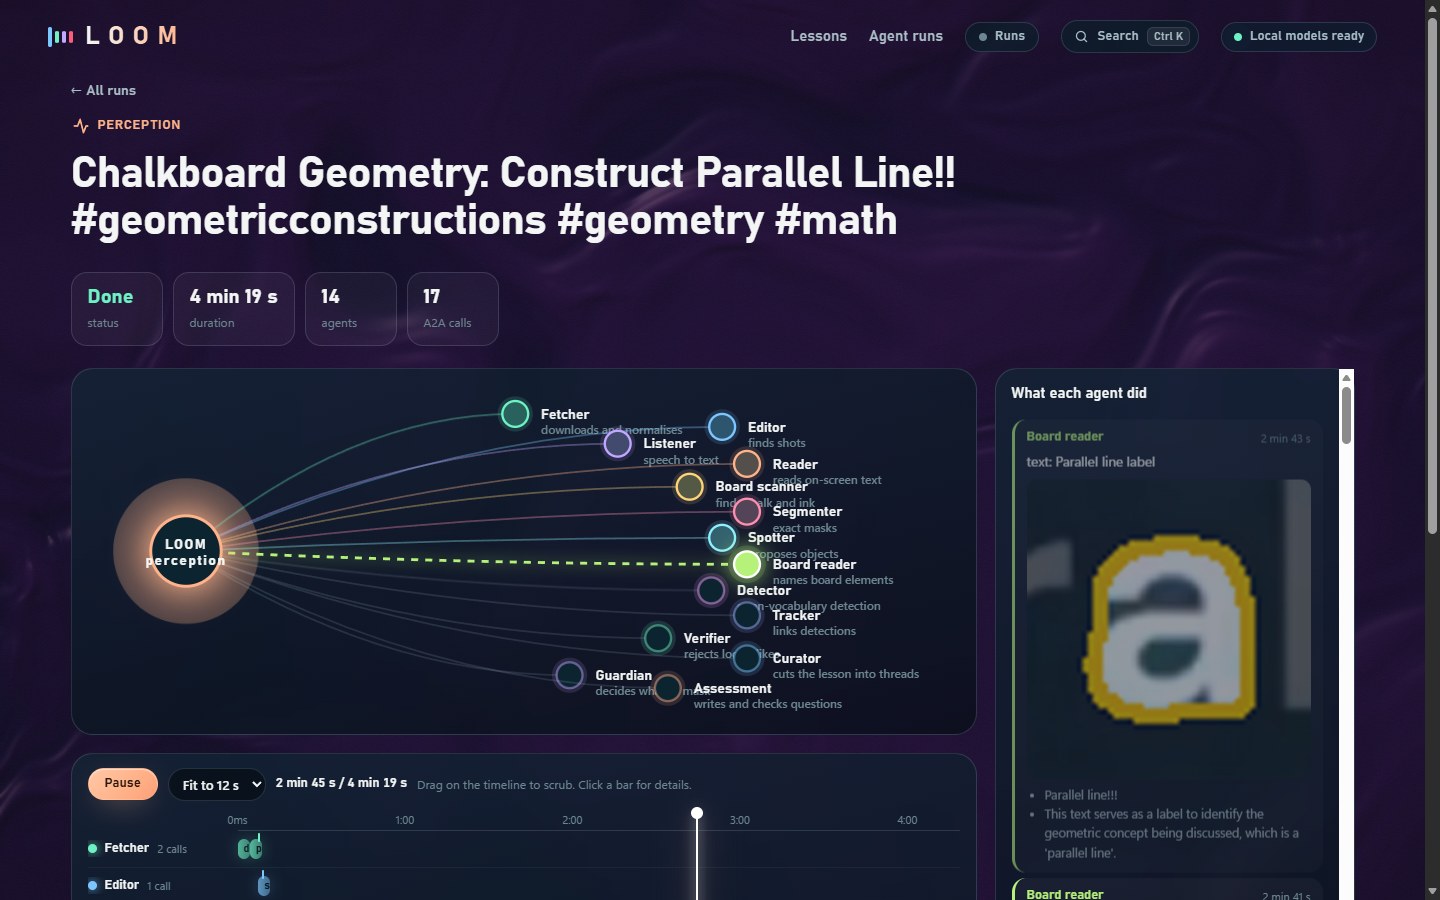 LOOM
Lessons
Agent runs
Runs
Search
Ctrl K
Local models ready
← All runs
PERCEPTION
Chalkboard Geometry: Construct Parallel Line!!
#geometricconstructions #geometry #math
Done
status
4 min 19 s
duration
14
agents
17
A2A calls
LOOM
perception
Fetcher
downloads and normalises
Editor
finds shots
Listener
speech to text
Reader
reads on-screen text
Board scanner
Segmenter
exact masks
Spotter
Board reader
names board elements
Detector
Tracker
links detections
Verifier
Curator
cuts the lesson into threads
Guardian
Assessment
writes and checks questions
What each agent did
Board reader
2 min 43 s
text: Parallel line label
a
• Parallel line!!!
• This text serves as a label to identify the
geometric concept being discussed, which is a
'parallel line'.
Board reader
2 min 41 s
Pause
Fit to 12 s
2 min 45 s / 4 min 19 s
Drag on the timeline to scrub. Click a bar for details.
0ms
1:00
2:00
3:00
4:00
Fetcher
2 calls
d
p
Editor
1 call
s